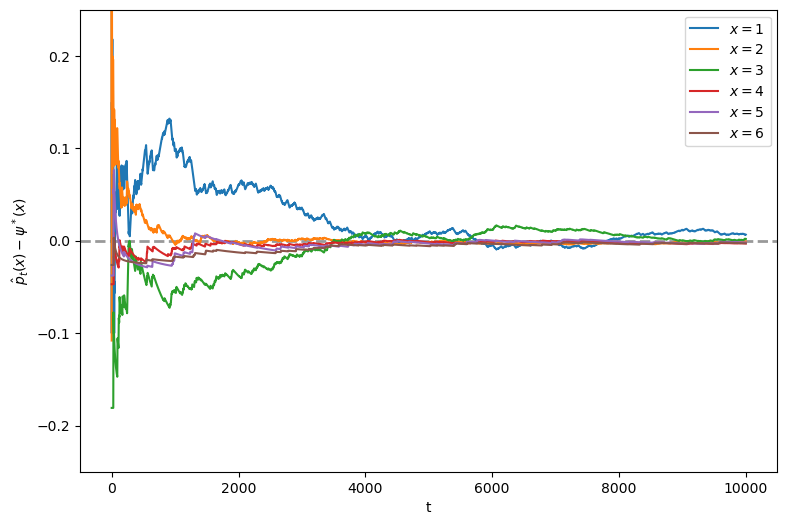 0.2
0.1
0.0
−0.1
−0.2
p̂ₜ(x) − ψ*(x)
0
2000
4000
6000
8000
10000
t
x = 1
x = 2
x = 3
x = 4
x = 5
x = 6